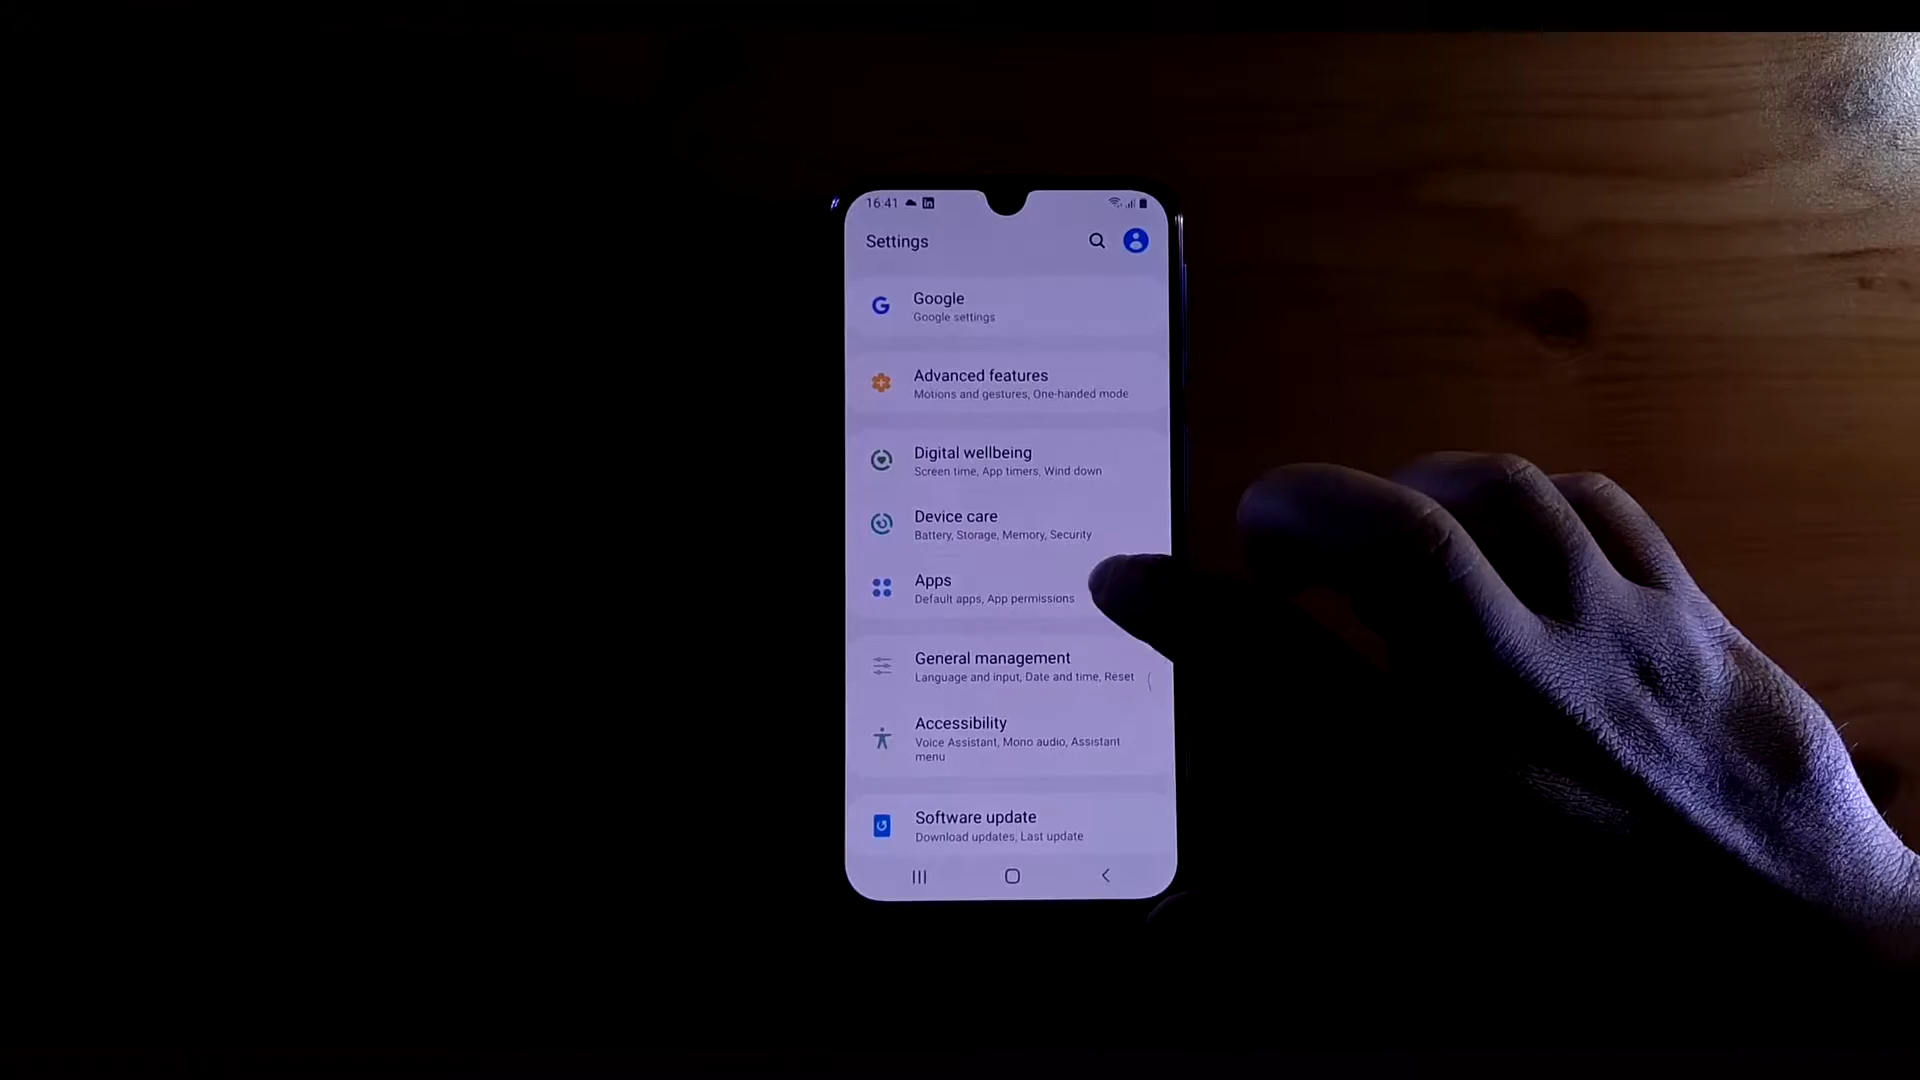 16:41
Settings
Google
Google settings
Advanced features
Motions and gestures, One-handed mode
Digital wellbeing
Screen time, App timers, Wind down
Device care
Battery, Storage, Memory, Security
Apps
Default apps, App permissions
General management
Language and input, Date and time, Reset
Accessibility
Voice Assistant, Mono audio, Assistant
menu
Software update
Download updates, Last update